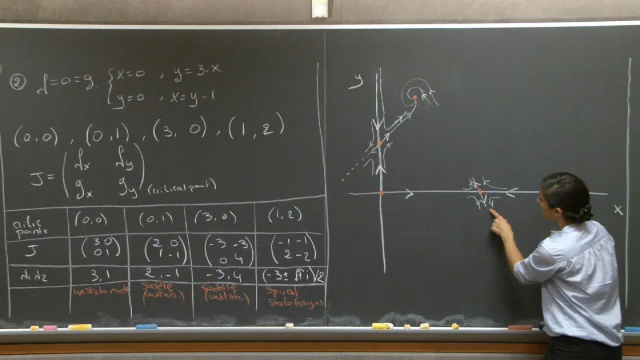 ② f=0=g { x=0 , y=3-x
y=0 , x=y-1
(0,0) , (0,1) , (3,0) , (1,2)
J= ( fx fy
gx gy ) (critical point)
critic points (0,0) (0,1) (3,0) (1,2)
J (3 0 (2 0 (-3 -3 (-1 -1
0 1) 1 -1) 0 4) 2 -2)
λ1 λ2 3,1 2,-1 -3,4
unstab. node saddle (unstab.) saddle (unstab.) spiral
y
x